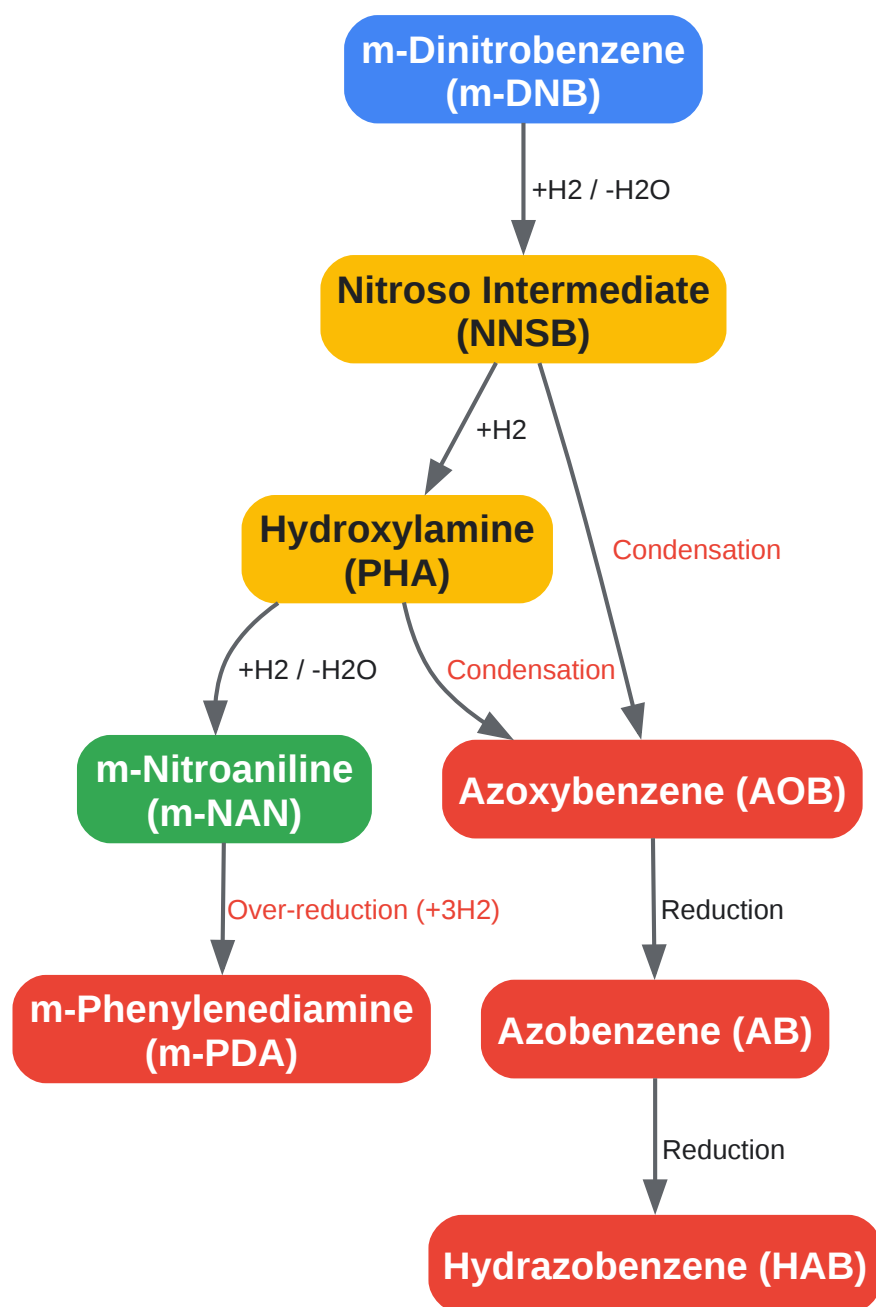 m-Dinitrobenzene
(m-DNB)
+H2 / -H2O
Nitroso Intermediate
(NNSB)
+H2
Hydroxylamine
(PHA)
Condensation
+H2 / -H2O
Condensation
m-Nitroaniline
(m-NAN)
Azoxybenzene (AOB)
Over-reduction (+3H2)
Reduction
m-Phenylenediamine
(m-PDA)
Azobenzene (AB)
Reduction
Hydrazobenzene (HAB)